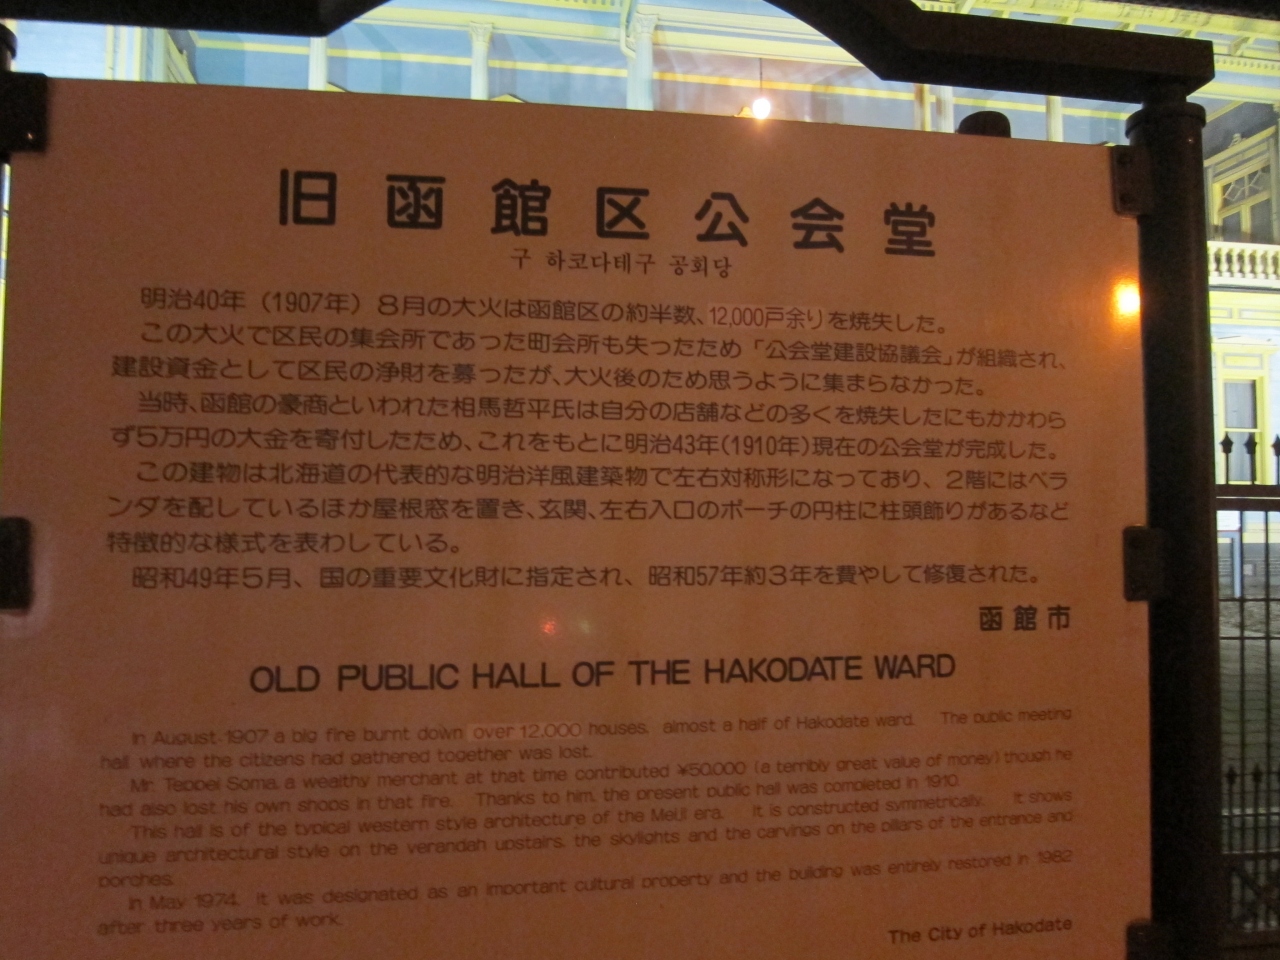 旧函館区公会堂
구 하코다테구 공회당
明治40年（1907年）８月の大火は函館区の約半数、12,000戸余りを焼失した。
この大火で区民の集会所であった町会所も失ったため「公会堂建設協議会」が組織され、
建設資金として区民の浄財を募ったが、大火後のため思うように集まらなかった。
当時、函館の豪商といわれた相馬哲平氏は自分の店舗などの多くを焼失したにもかかわら
ず５万円の大金を寄付したため、これをもとに明治43年（1910年）現在の公会堂が完成した。
この建物は北海道の代表的な明治洋風建築物で左右対称形になっており、２階にはベラ
ンダを配しているほか屋根窓を置き、玄関、左右入口のポーチの円柱に柱頭飾りがあるなど
特徴的な様式を表わしている。
昭和49年５月、国の重要文化財に指定され、昭和57年約３年を費やして修復された。
函館市
OLD PUBLIC HALL OF THE HAKODATE WARD
In August 1907 a big fire burnt down over 12,000 houses, almost a half of Hakodate ward. The public meeting
hall where the citizens had gathered together was lost.
Mr. Teppei Soma, a wealthy merchant at that time contributed ¥50,000 (a terribly great value of money) though he
had also lost his own shops in that fire. Thanks to him, the present public hall was completed in 1910.
This hall is of the typical western style architecture of the Meiji era. It is constructed symmetrically. It shows
unique architectural style on the verandah upstairs, the skylights and the carvings on the pillars of the entrance and
porches.
In May 1974, it was designated as an important cultural property and the building was entirely restored in 1982
after three years of work.
The City of Hakodate